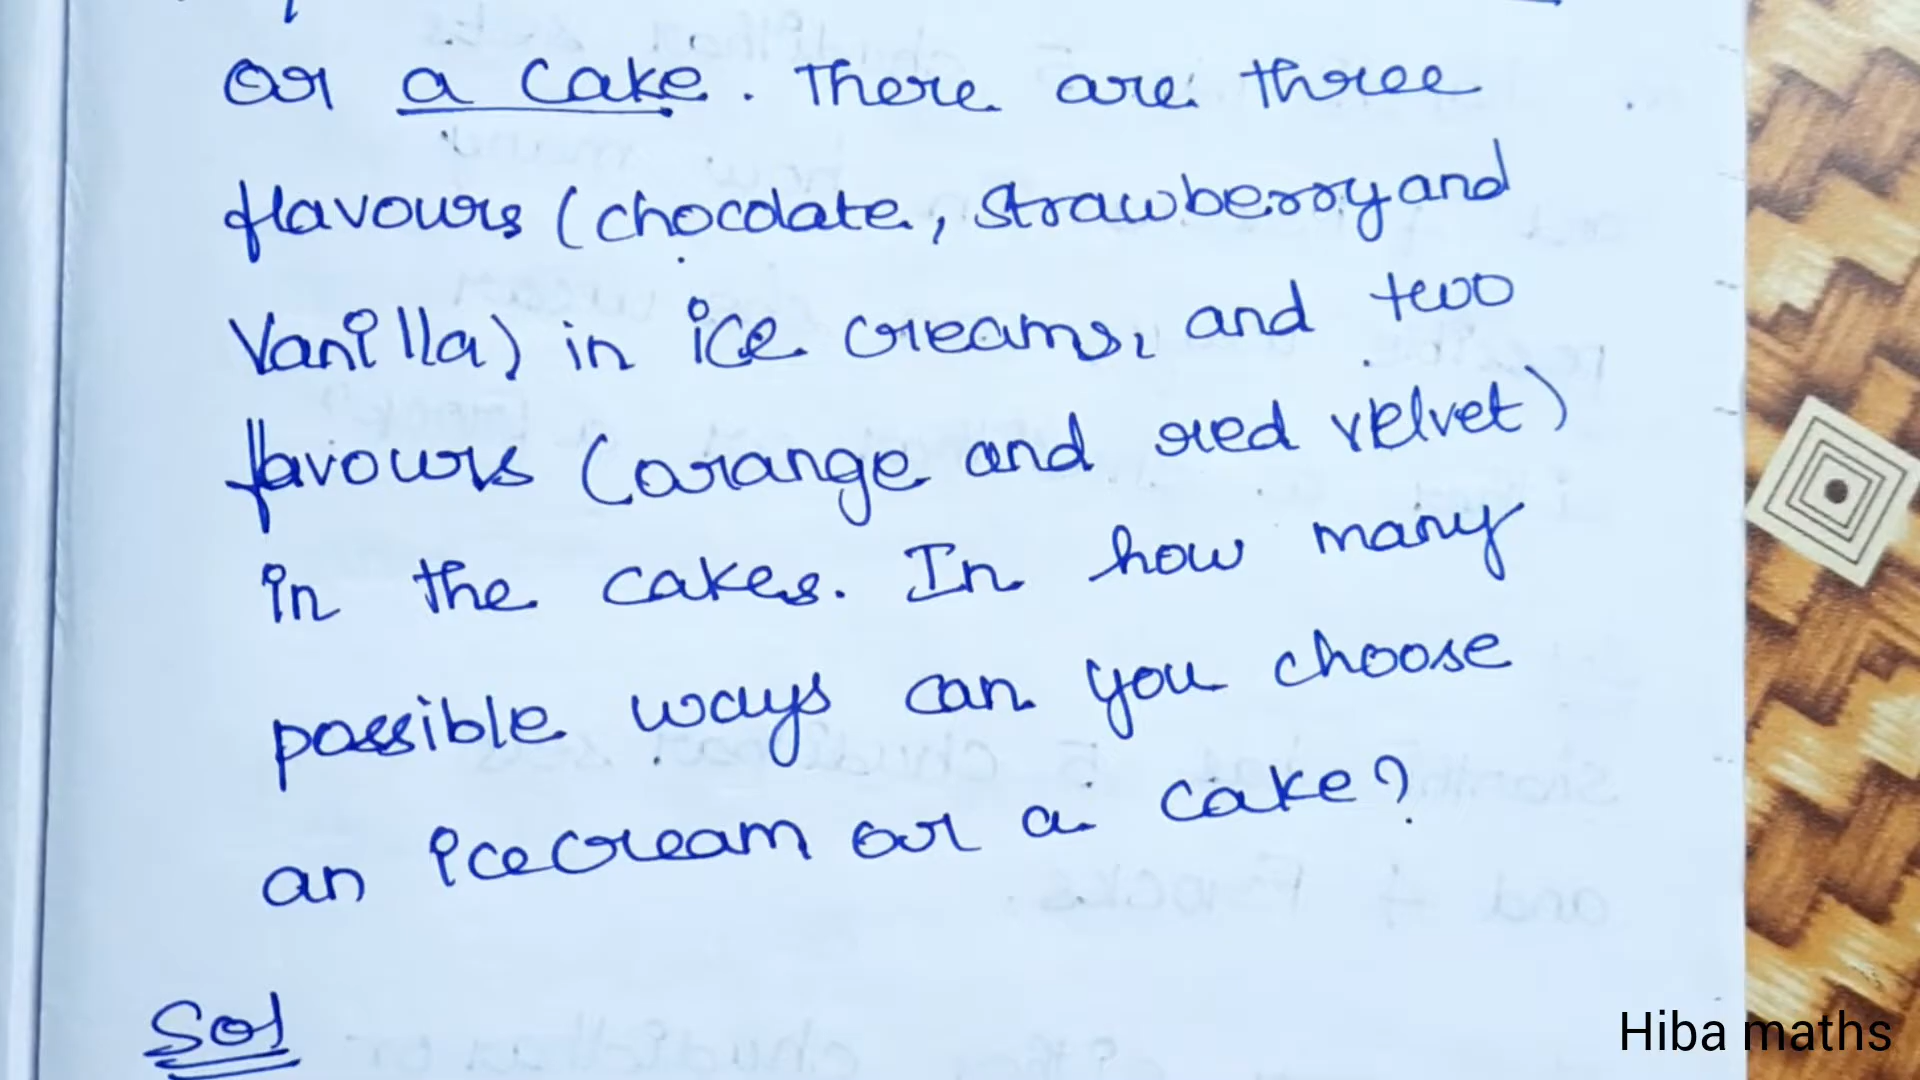 or a cake. There are three
flavours (chocolate, strawberry and
Vanilla) in ice creams, and two
flavours (orange and red velvet)
in the cakes. In how many
possible ways can you choose
an icecream or a cake?
Sol
Hiba maths